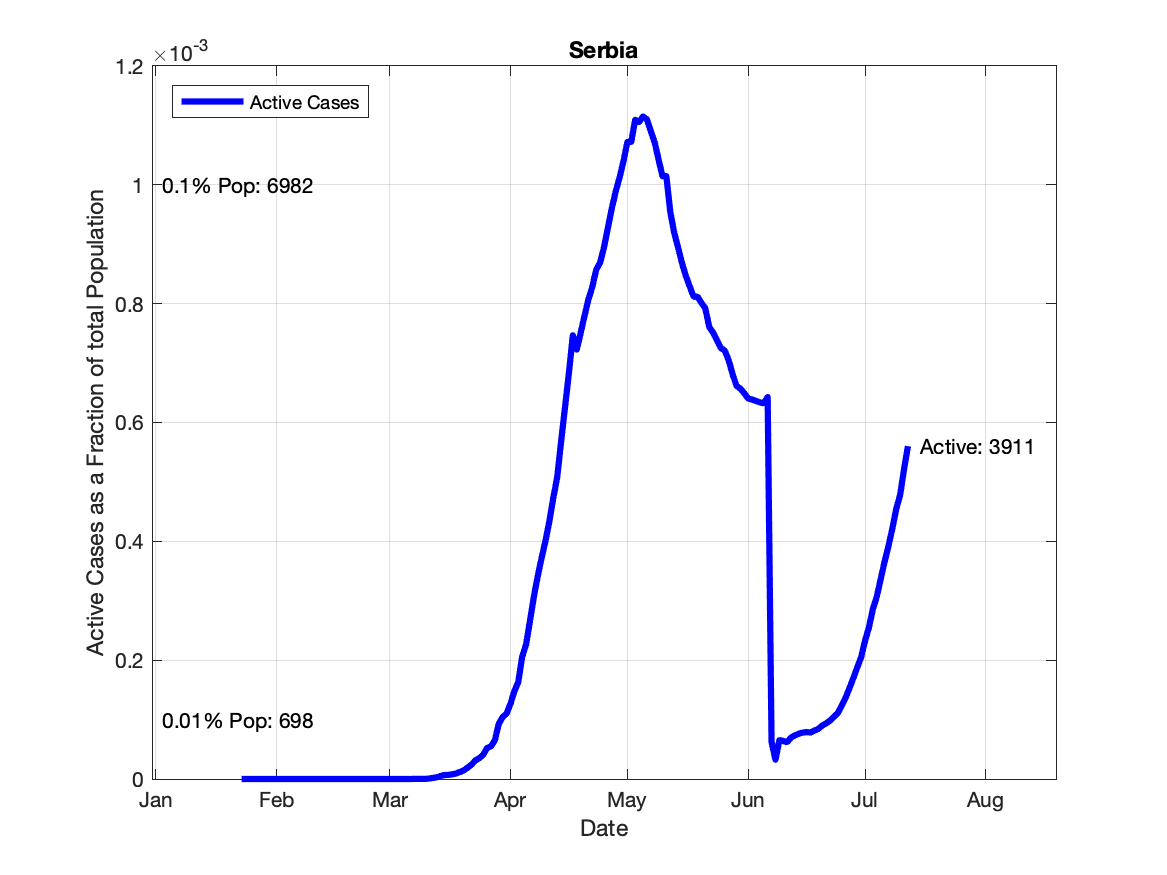 Serbia
×10-3
Active Cases
1.2
1
0.8
0.6
0.4
0.2
0
0.1% Pop: 6982
0.01% Pop: 698
Active: 3911
Active Cases as a Fraction of total Population
Jan Feb Mar Apr May Jun Jul Aug
Date